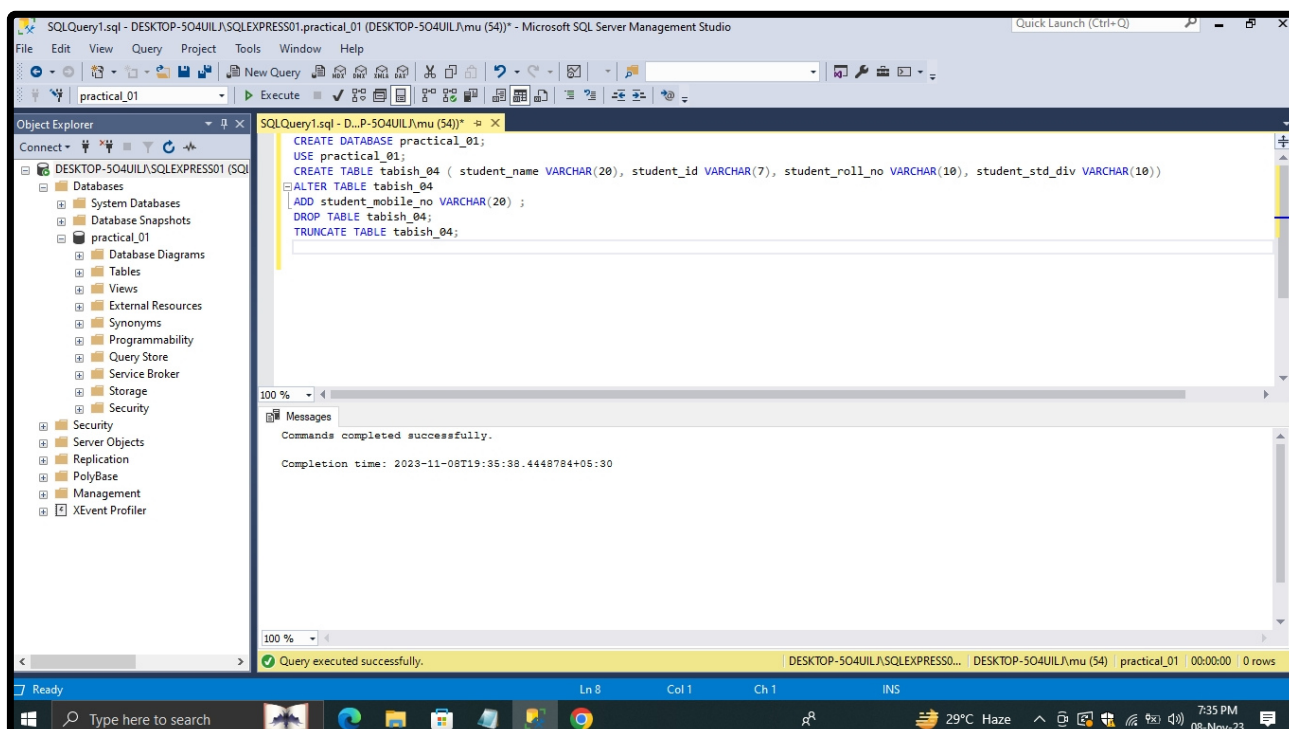 SQLQuery1.sql - DESKTOP-5O4UILJ\SQLEXPRESS01.practical_01 (DESKTOP-5O4UILJ\mu (54))* - Microsoft SQL Server Management Studio
Quick Launch (Ctrl+Q)
File Edit View Query Project Tools Window Help
New Query
practical_01
Execute
Object Explorer
SQLQuery1.sql - D...P-5O4UILJ\mu (54))*
Connect
DESKTOP-5O4UILJ\SQLEXPRESS01 (SQL
Databases
System Databases
Database Snapshots
practical_01
Database Diagrams
Tables
Views
External Resources
Synonyms
Programmability
Query Store
Service Broker
Storage
Security
Security
Server Objects
Replication
PolyBase
Management
XEvent Profiler
CREATE DATABASE practical_01;
USE practical_01;
CREATE TABLE tabish_04 ( student_name VARCHAR(20), student_id VARCHAR(7), student_roll_no VARCHAR(10), student_std_div VARCHAR(10))
ALTER TABLE tabish_04
ADD student_mobile_no VARCHAR(20) ;
DROP TABLE tabish_04;
TRUNCATE TABLE tabish_04;
100 %
Messages
Commands completed successfully.
Completion time: 2023-11-08T19:35:38.4448784+05:30
100 %
Query executed successfully.
DESKTOP-5O4UILJ\SQLEXPRESS0... DESKTOP-5O4UILJ\mu (54) practical_01 00:00:00 0 rows
Ready Ln 8 Col 1 Ch 1 INS
Type here to search
29°C Haze
7:35 PM
08-Nov-23